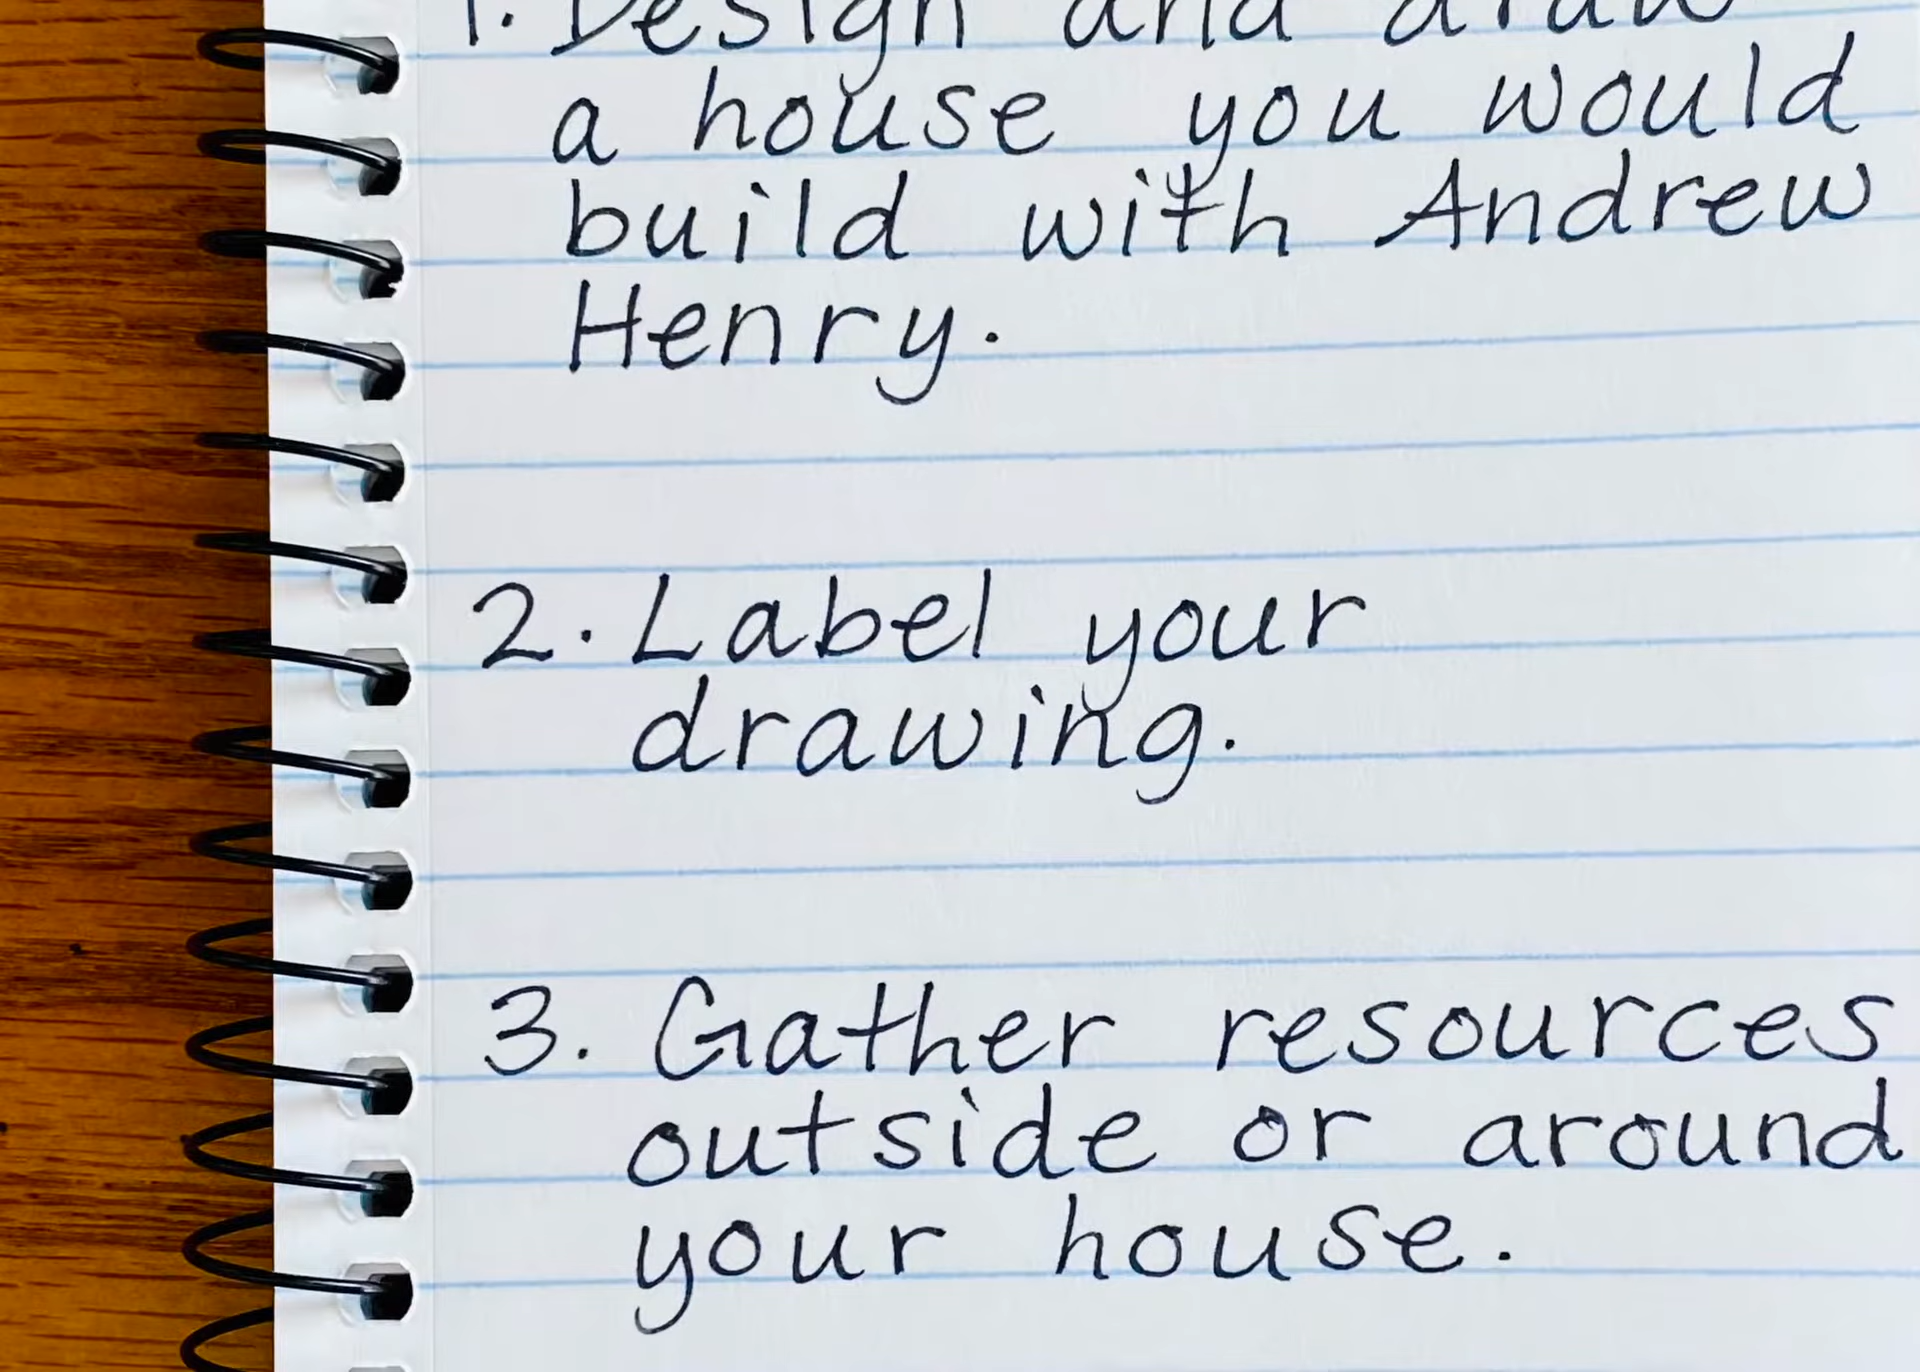 1. Design and draw
a house you would
build with Andrew
Henry.
2. Label your
drawing.
3. Gather resources
outside or around
your house.